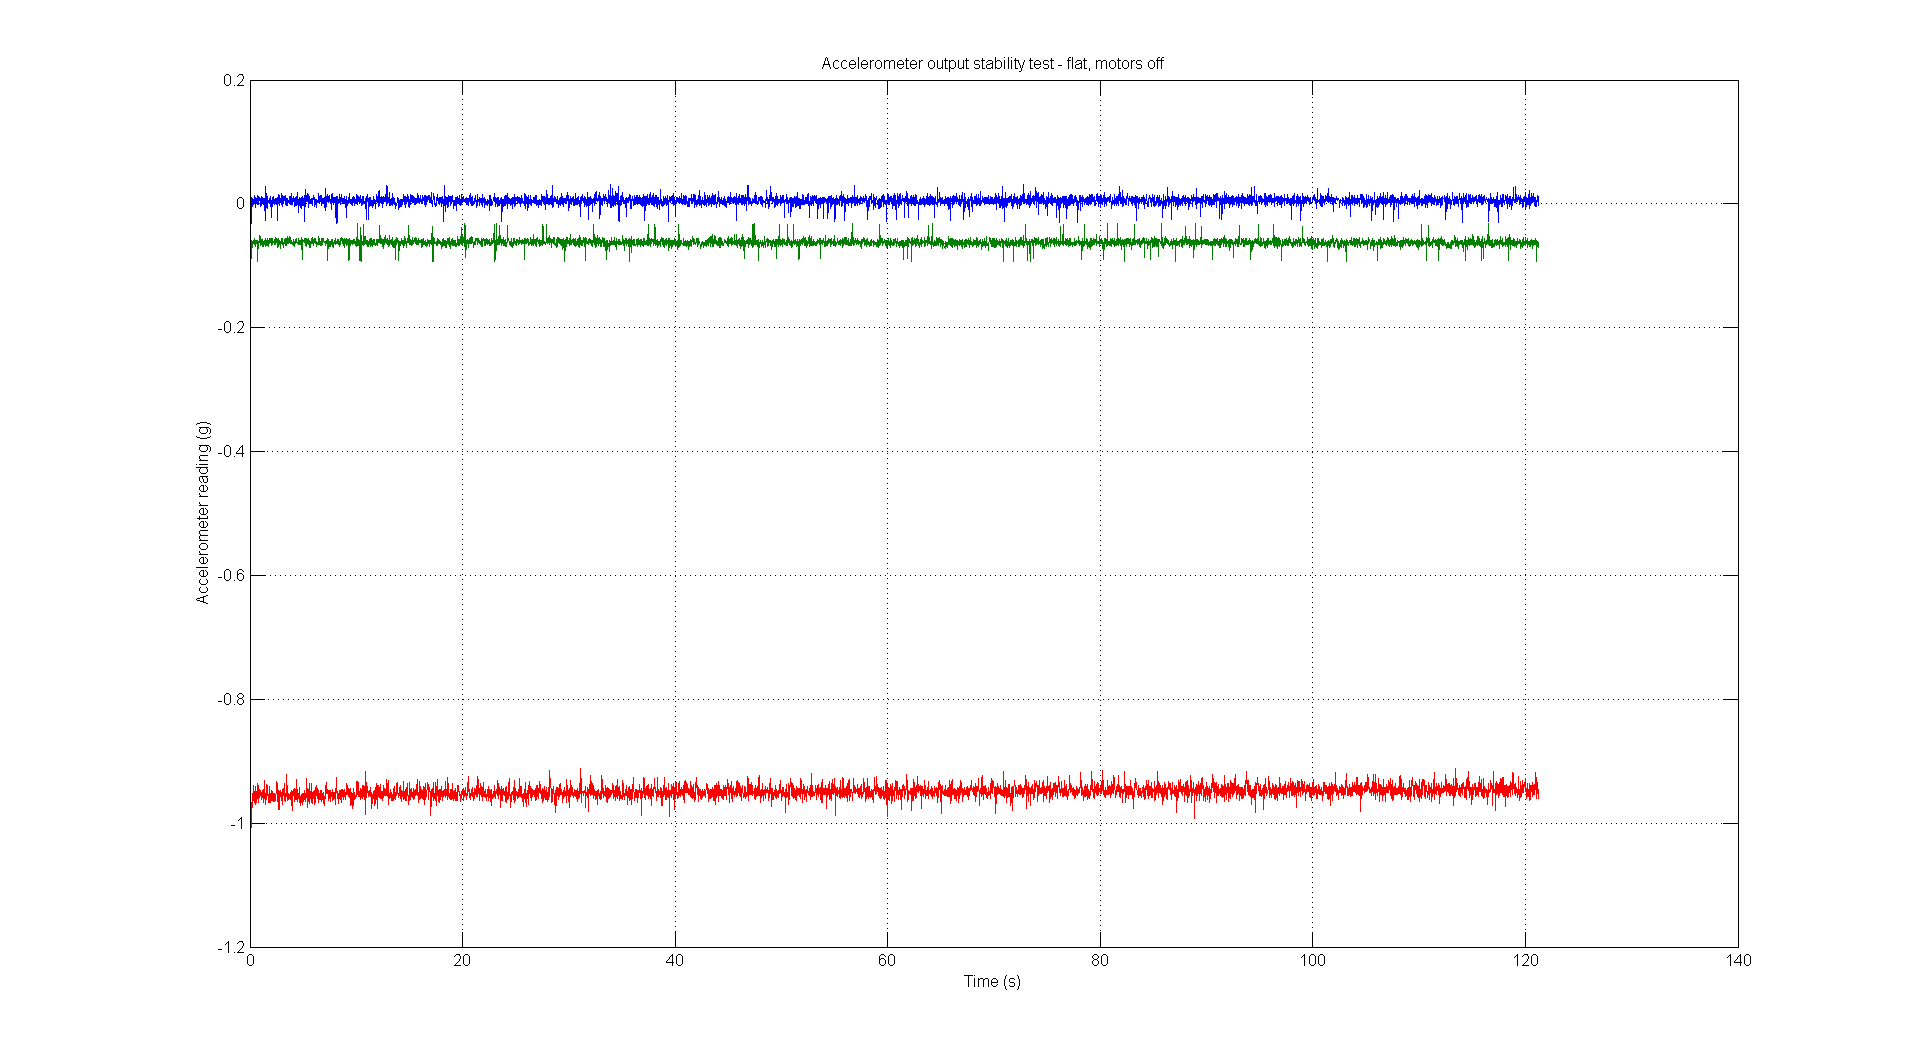 Accelerometer output stability test - flat, motors off
0.2
0
-0.2
-0.4
-0.6
-0.8
-1
-1.2
Accelerometer reading (g)
0 20 40 60 80 100 120 140
Time (s)